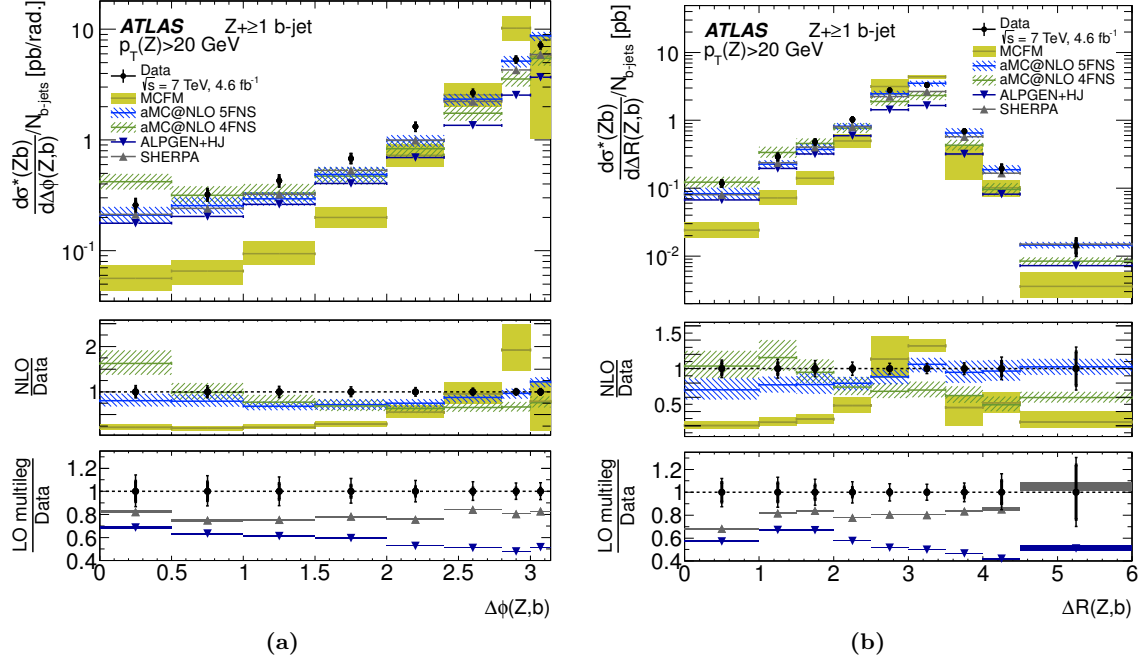 ATLAS Z+≥1 b-jet
p_T(Z)>20 GeV
Data
√s = 7 TeV, 4.6 fb⁻¹
MCFM
aMC@NLO 5FNS
aMC@NLO 4FNS
ALPGEN+HJ
SHERPA
dσ*(Zb)/dΔϕ(Z,b)/N_b-jets [pb/rad.]
10
1
10⁻¹
NLO/Data
2
1
LO multileg/Data
1.2
1
0.8
0.6
0.4
0 0.5 1 1.5 2 2.5 3
Δϕ(Z,b)
(a)
ATLAS Z+≥1 b-jet
p_T(Z)>20 GeV
Data
√s = 7 TeV, 4.6 fb⁻¹
MCFM
aMC@NLO 5FNS
aMC@NLO 4FNS
ALPGEN+HJ
SHERPA
dσ*(Zb)/dΔR(Z,b)/N_b-jets [pb]
10²
10
1
10⁻¹
10⁻²
NLO/Data
1.5
1
0.5
LO multileg/Data
1.2
1
0.8
0.6
0.4
0 1 2 3 4 5 6
ΔR(Z,b)
(b)